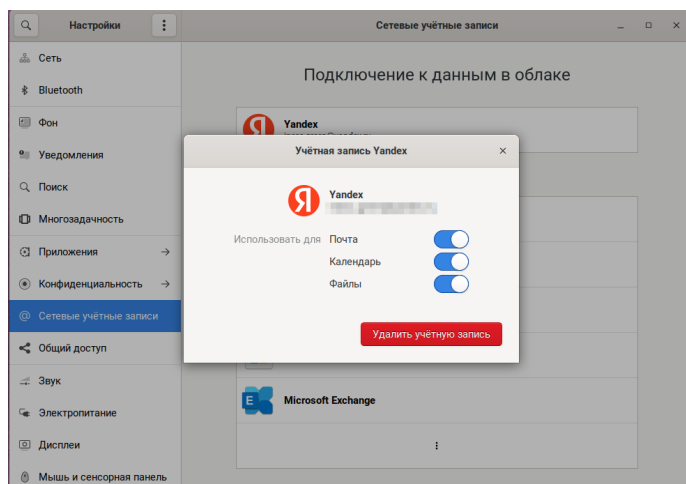 Настройки
Сетевые учётные записи
Сеть
Bluetooth
Фон
Уведомления
Поиск
Многозадачность
Приложения
Конфиденциальность
Сетевые учётные записи
Общий доступ
Звук
Электропитание
Дисплеи
Мышь и сенсорная панель
Подключение к данным в облаке
Yandex
Учётная запись Yandex
Yandex
Использовать для Почта
Календарь
Файлы
Удалить учётную запись
Microsoft Exchange